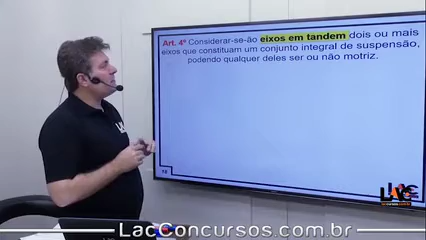 Art. 4º Considerar-se-ão eixos em tandem dois ou mais
eixos que constituam um conjunto integral de suspensão,
podendo qualquer deles ser ou não motriz.
LacConcursos.com.br